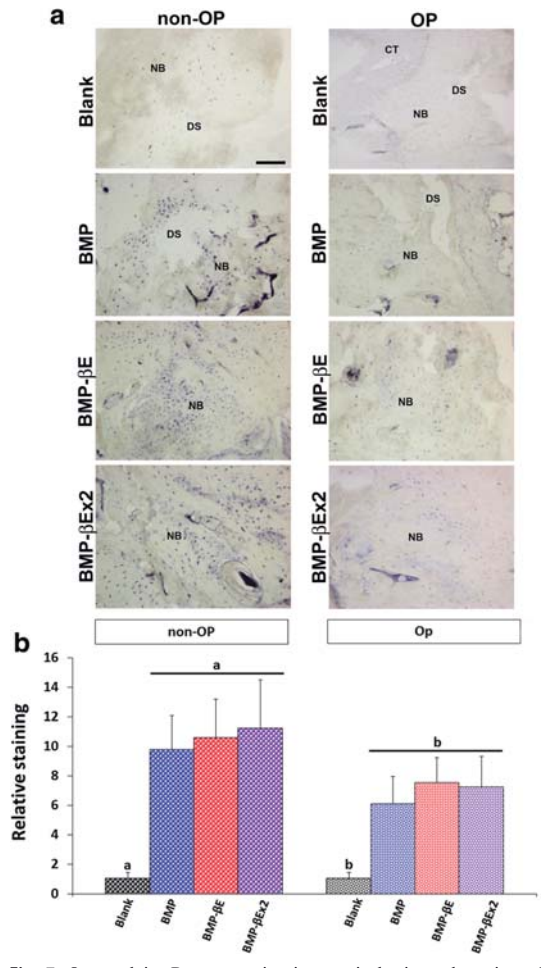 a
non-OP
OP
Blank
NB
DS
CT
DS
NB
BMP
DS
NB
DS
NB
BMP-βE
NB
NB
BMP-βEx2
NB
NB
b
non-OP
Op
Relative staining
16
14
12
10
8
6
4
2
0
a
a
b
b
Blank
BMP
BMP-βE
BMP-βEx2
Blank
BMP
BMP-βE
BMP-βEx2